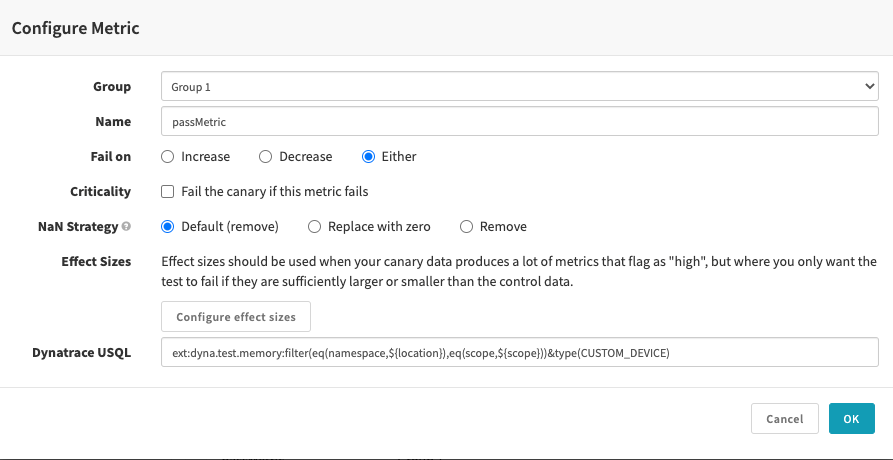 Configure Metric
Group Group 1
Name passMetric
Fail on Increase Decrease Either
Criticality Fail the canary if this metric fails
NaN Strategy Default (remove) Replace with zero Remove
Effect Sizes Effect sizes should be used when your canary data produces a lot of metrics that flag as "high", but where you only want the
test to fail if they are sufficiently larger or smaller than the control data.
Configure effect sizes
Dynatrace USQL ext:dyna.test.memory:filter(eq(namespace,${location}),eq(scope,${scope}))&type(CUSTOM_DEVICE)
Cancel OK